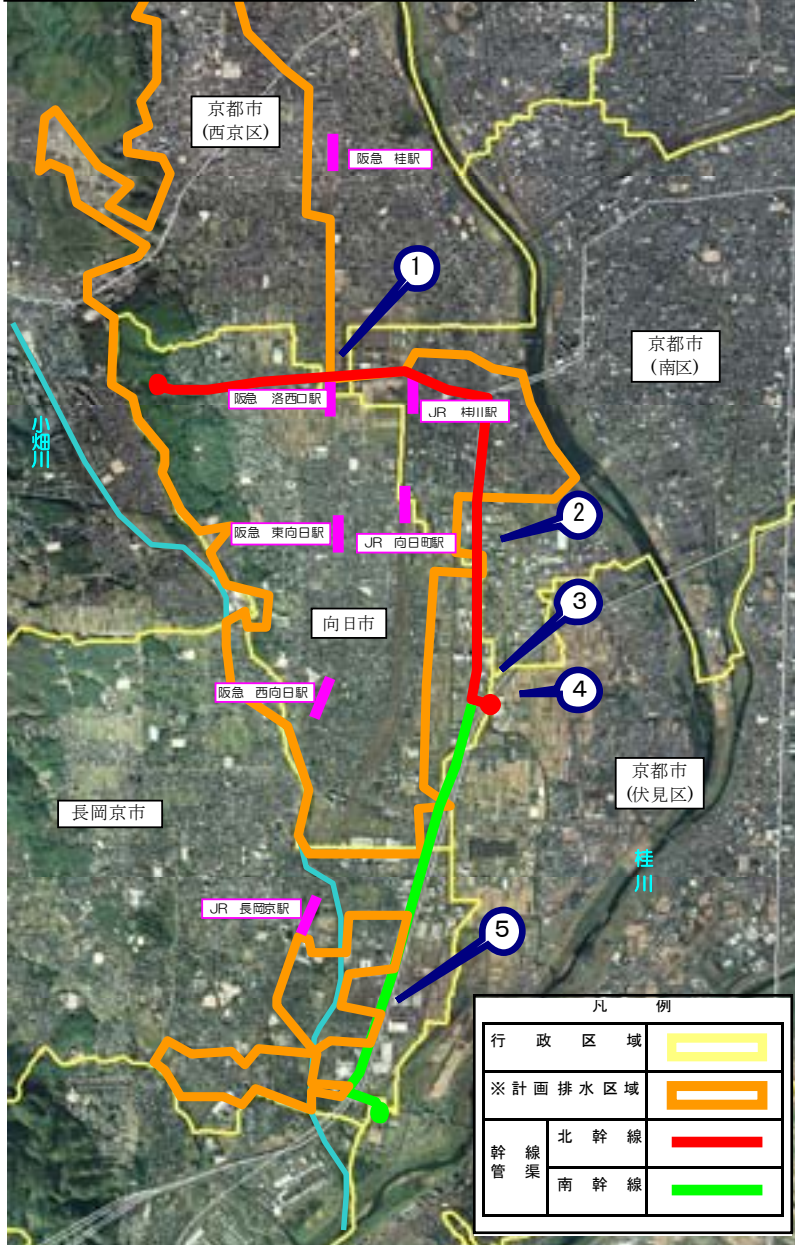 京都市
(西京区)
阪急 桂駅
1
京都市
(南区)
阪急 洛西口駅
JR 桂川駅
小畑川
2
阪急 東向日駅
JR 向日町駅
3
向日市
4
阪急 西向日駅
京都市
(伏見区)
長岡京市
桂川
JR 長岡京駅
5
凡 例
行政区域
※計画排水区域
幹線管渠
北幹線
南幹線